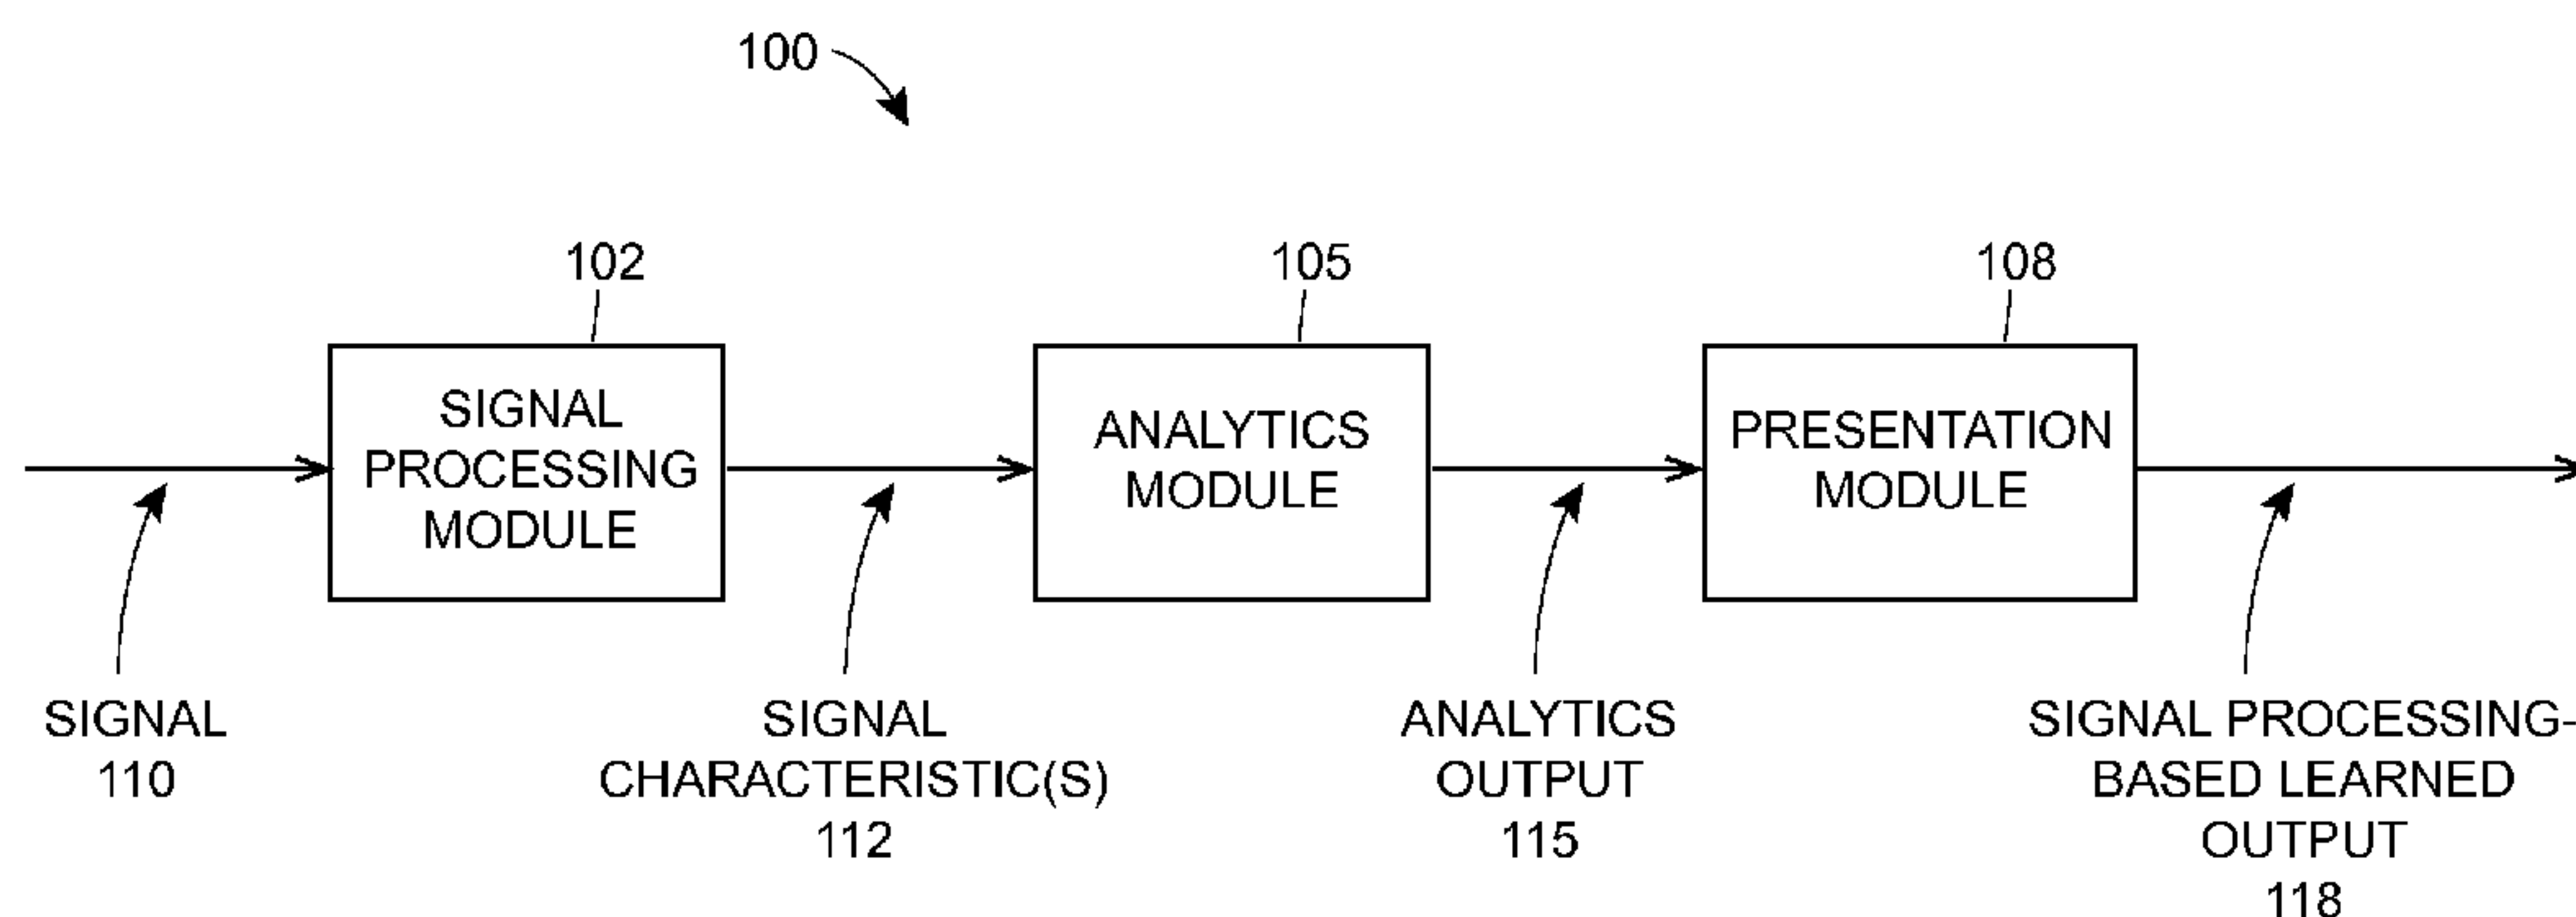 100
102
105
108
SIGNAL
PROCESSING
MODULE
ANALYTICS
MODULE
PRESENTATION
MODULE
SIGNAL
110
SIGNAL
CHARACTERISTIC(S)
112
ANALYTICS
OUTPUT
115
SIGNAL PROCESSING-
BASED LEARNED
OUTPUT
118